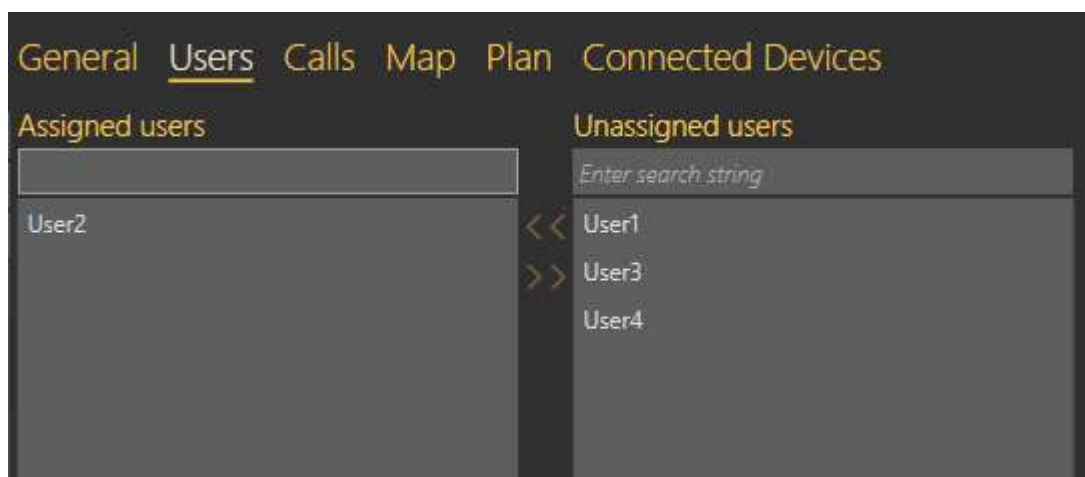 General Users Calls Map Plan Connected Devices
Assigned users
Unassigned users
Enter search string
User2
<<
>>
User1
User3
User4